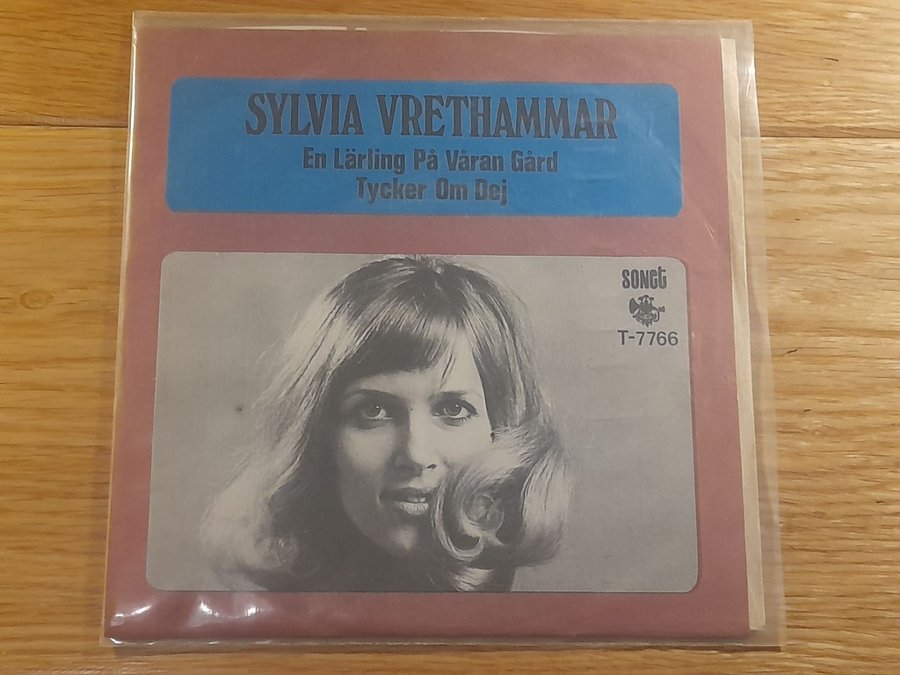 SYLVIA VRETHAMMAR
En Lärling På Våran Gård
Tycker Om Dej
sonet
T-7766